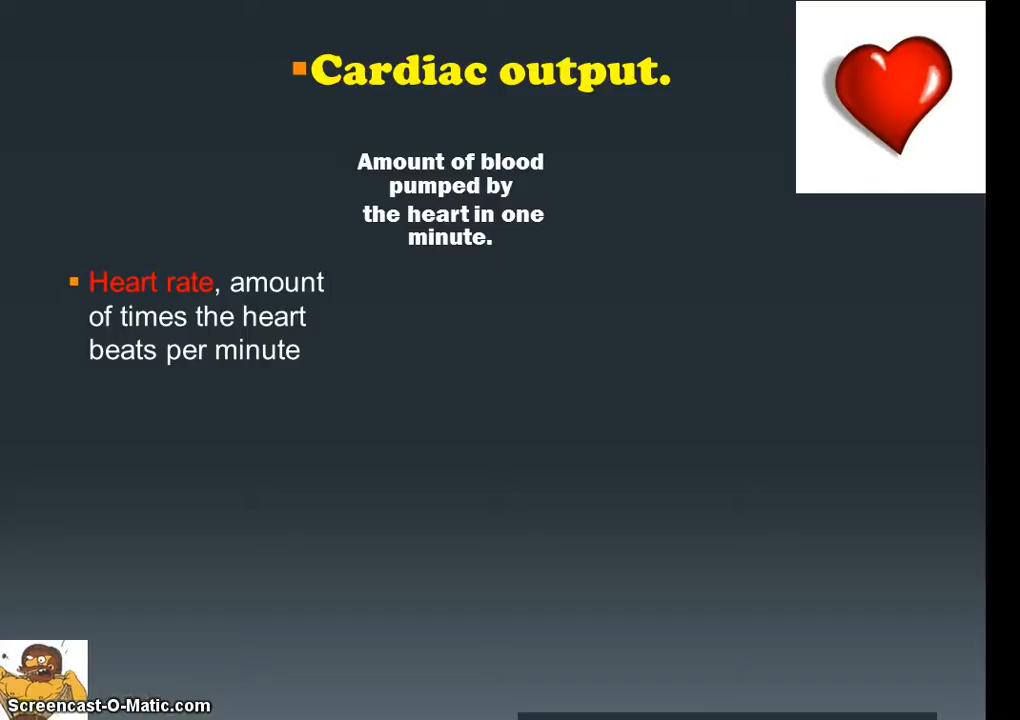 Cardiac output.
Amount of blood
pumped by
the heart in one
minute.
Heart rate, amount
of times the heart
beats per minute
Screencast-O-Matic.com